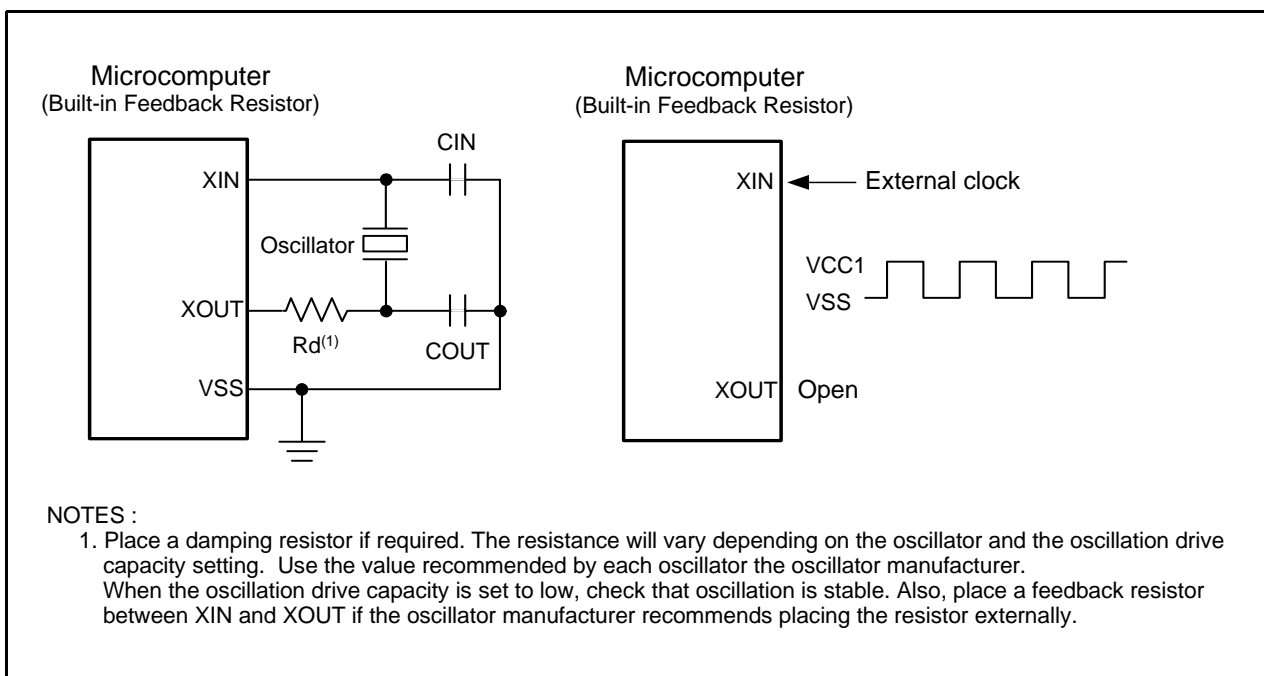 Microcomputer
(Built-in Feedback Resistor)
CIN
XIN
Oscillator
XOUT
Rd(1)
COUT
VSS
Microcomputer
(Built-in Feedback Resistor)
XIN
External clock
VCC1
VSS
XOUT
Open
NOTES :
1. Place a damping resistor if required. The resistance will vary depending on the oscillator and the oscillation drive
capacity setting.  Use the value recommended by each oscillator the oscillator manufacturer.
When the oscillation drive capacity is set to low, check that oscillation is stable. Also, place a feedback resistor
between XIN and XOUT if the oscillator manufacturer recommends placing the resistor externally.